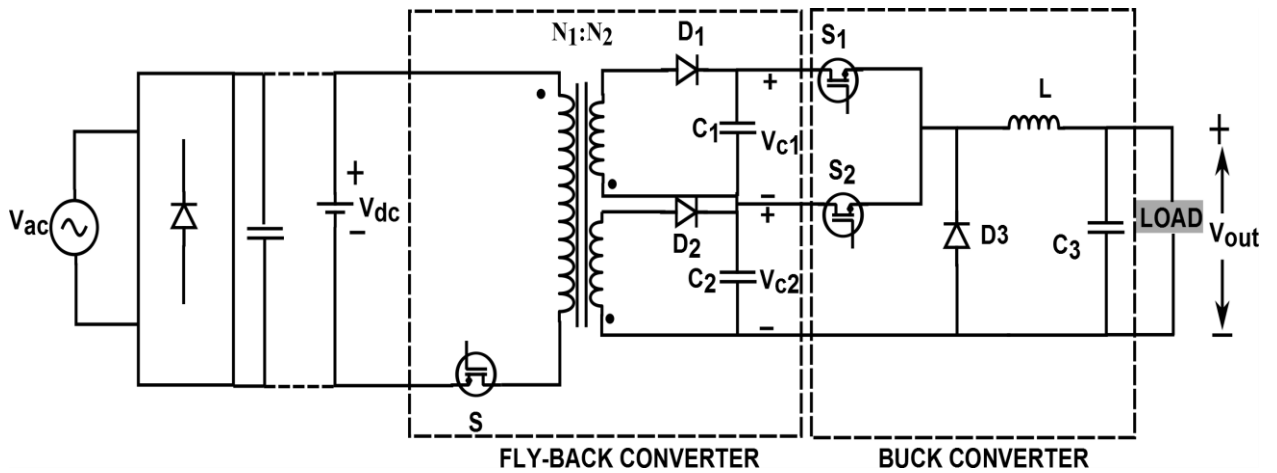 N1:N2
D1
S1
Vac
+
Vdc
−
S
C1
+
Vc1
−
D2
+
C2
Vc2
−
S2
L
D3
C3
LOAD
+
Vout
−
FLY-BACK CONVERTER
BUCK CONVERTER